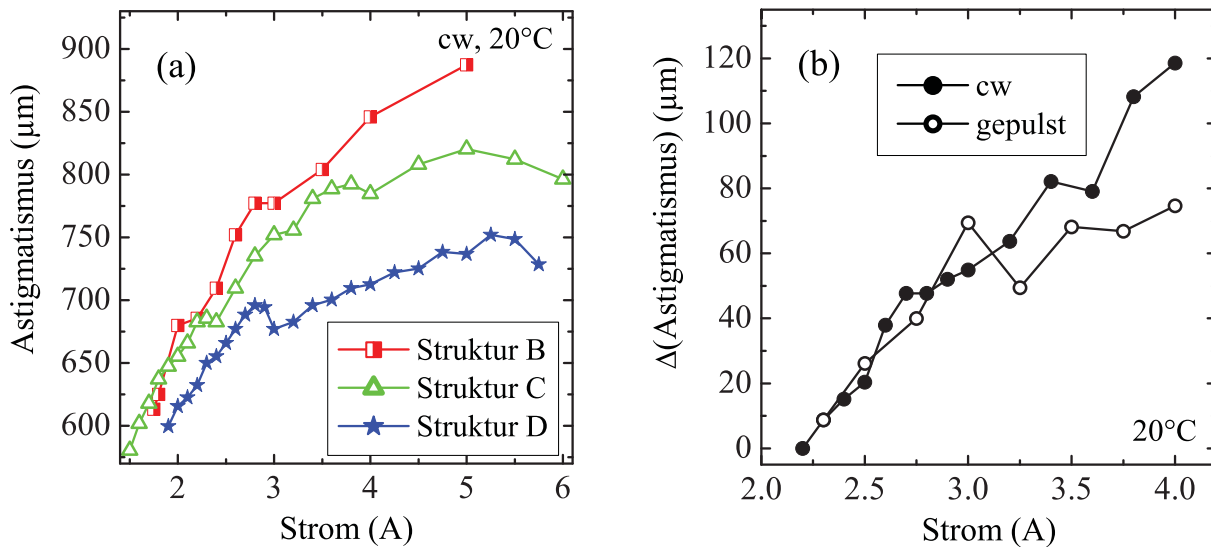 (a)
cw, 20°C
Astigmatismus (µm)
900
850
800
750
700
650
600
Struktur B
Struktur C
Struktur D
2
3
4
5
6
Strom (A)
(b)
cw
gepulst
Δ(Astigmatismus) (µm)
120
100
80
60
40
20
0
20°C
2.0
2.5
3.0
3.5
4.0
Strom (A)